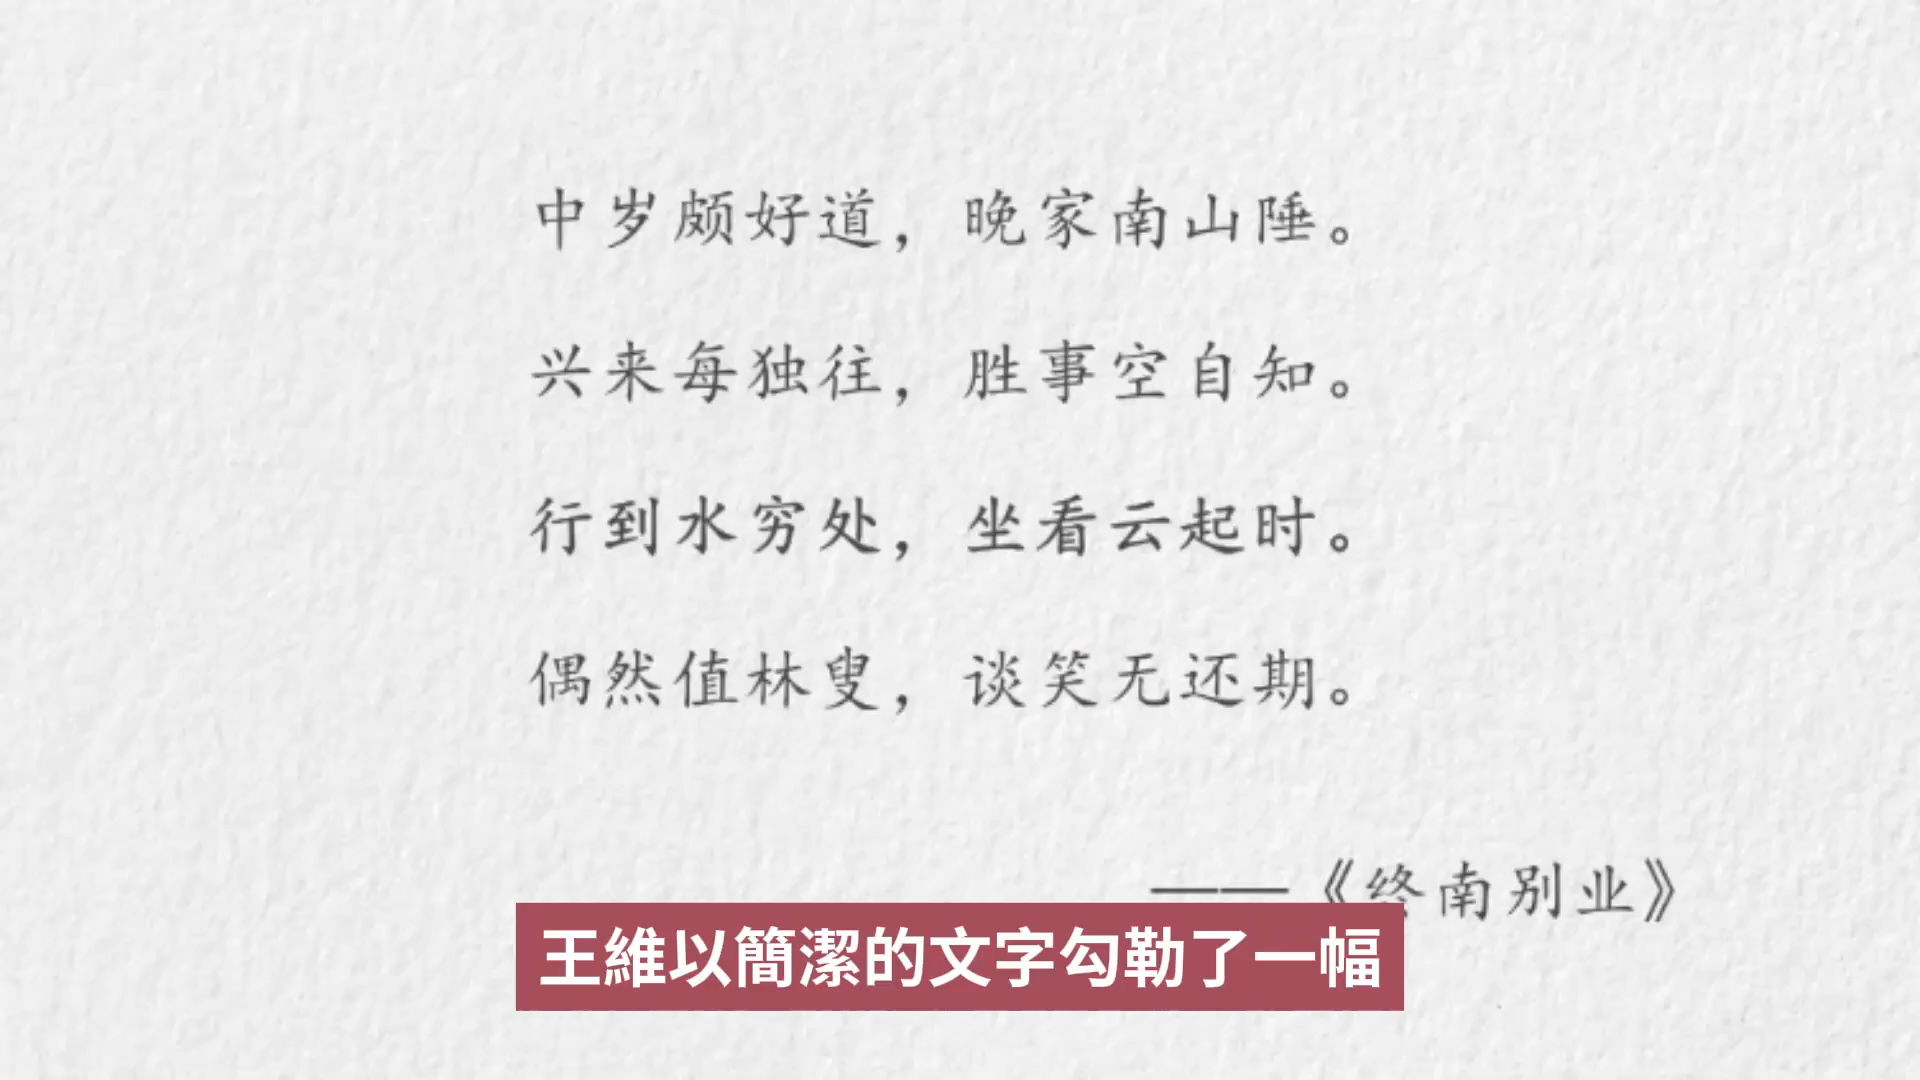 中岁颇好道，晚家南山陲。
兴来每独往，胜事空自知。
行到水穷处，坐看云起时。
偶然值林叟，谈笑无还期。
——《终南别业》
王維以簡潔的文字勾勒了一幅